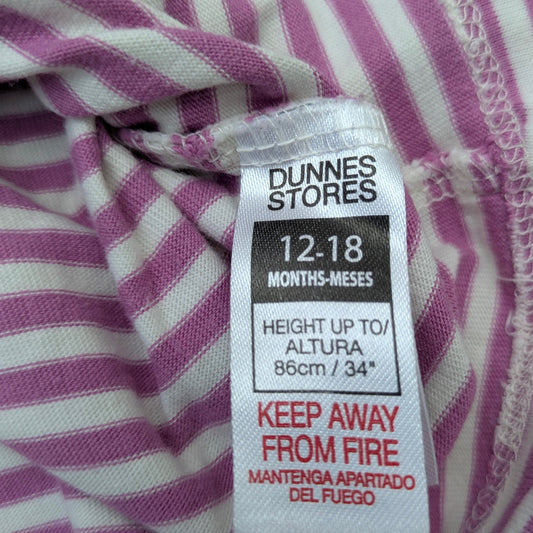 DUNNES
STORES
12-18
MONTHS-MESES
HEIGHT UP TO/
ALTURA
86cm / 34"
KEEP AWAY
FROM FIRE
MANTENGA APARTADO
DEL FUEGO